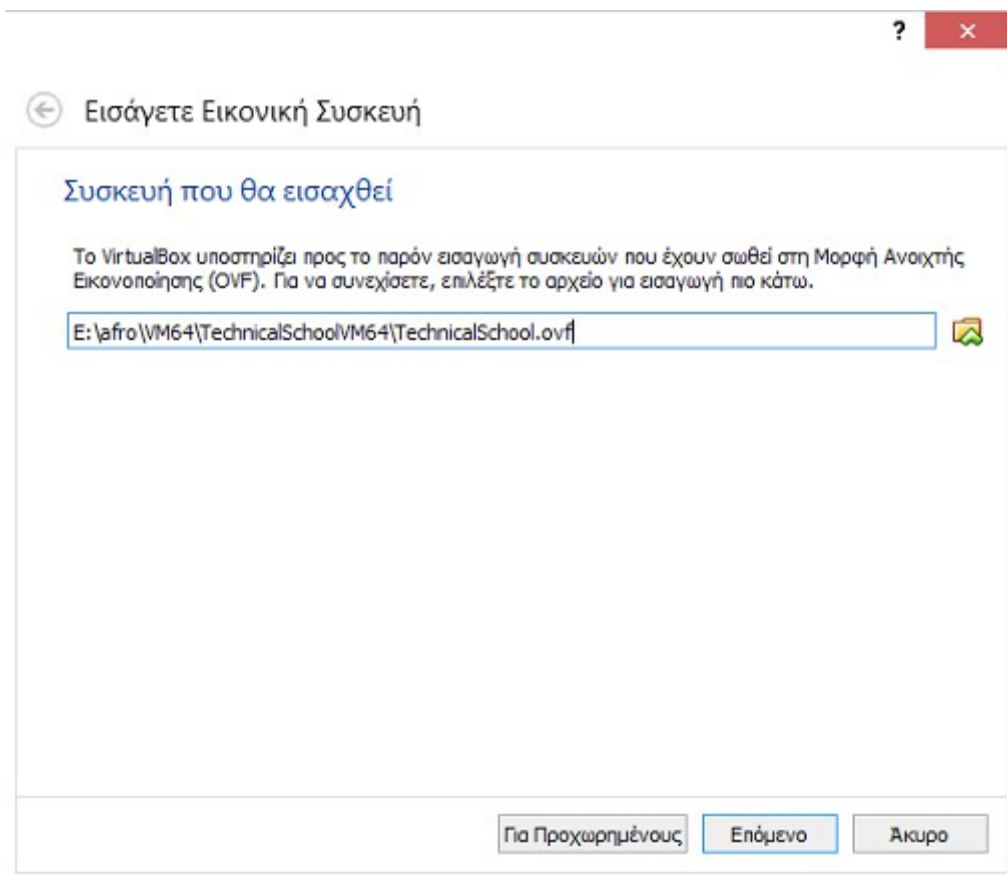 ?
Εισάγετε Εικονική Συσκευή
Συσκευή που θα εισαχθεί
Το VirtualBox υποστηρίζει προς το παρόν εισαγωγή συσκευών που έχουν σωθεί στη Μορφή Ανοιχτής
Εικονοποίησης (OVF). Για να συνεχίσετε, επιλέξτε το αρχείο για εισαγωγή πιο κάτω.
E:\afro\VM64\TechnicalSchoolVM64\TechnicalSchool.ovf
Για Προχωρημένους Επόμενο Άκυρο